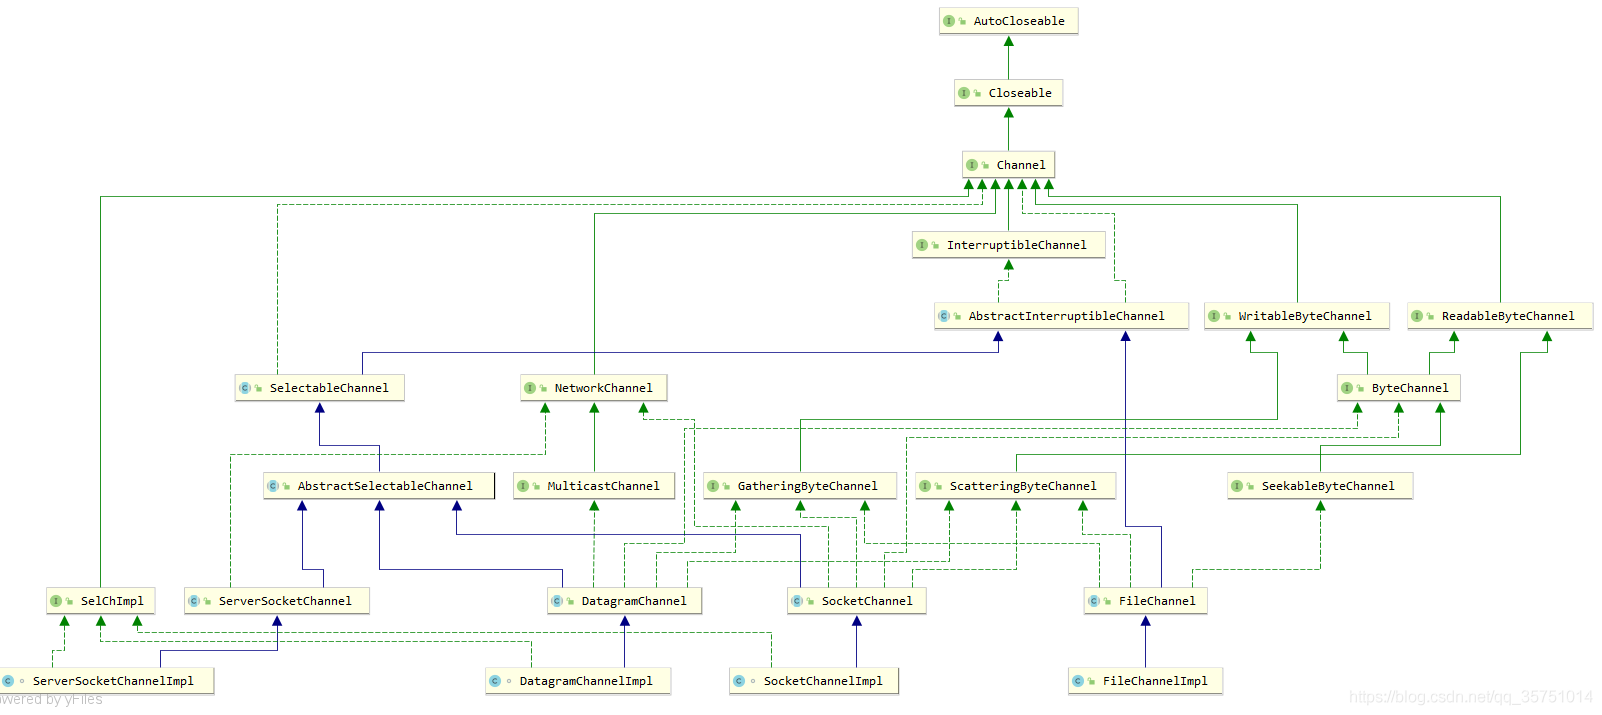 AutoCloseable
Closeable
Channel
InterruptibleChannel
AbstractInterruptibleChannel
WritableByteChannel
ReadableByteChannel
SelectableChannel
NetworkChannel
ByteChannel
AbstractSelectableChannel
MulticastChannel
GatheringByteChannel
ScatteringByteChannel
SeekableByteChannel
SelChImpl
ServerSocketChannel
DatagramChannel
SocketChannel
FileChannel
ServerSocketChannelImpl
DatagramChannelImpl
SocketChannelImpl
FileChannelImpl
owered by yFiles
https://blog.csdn.net/qq_35751014